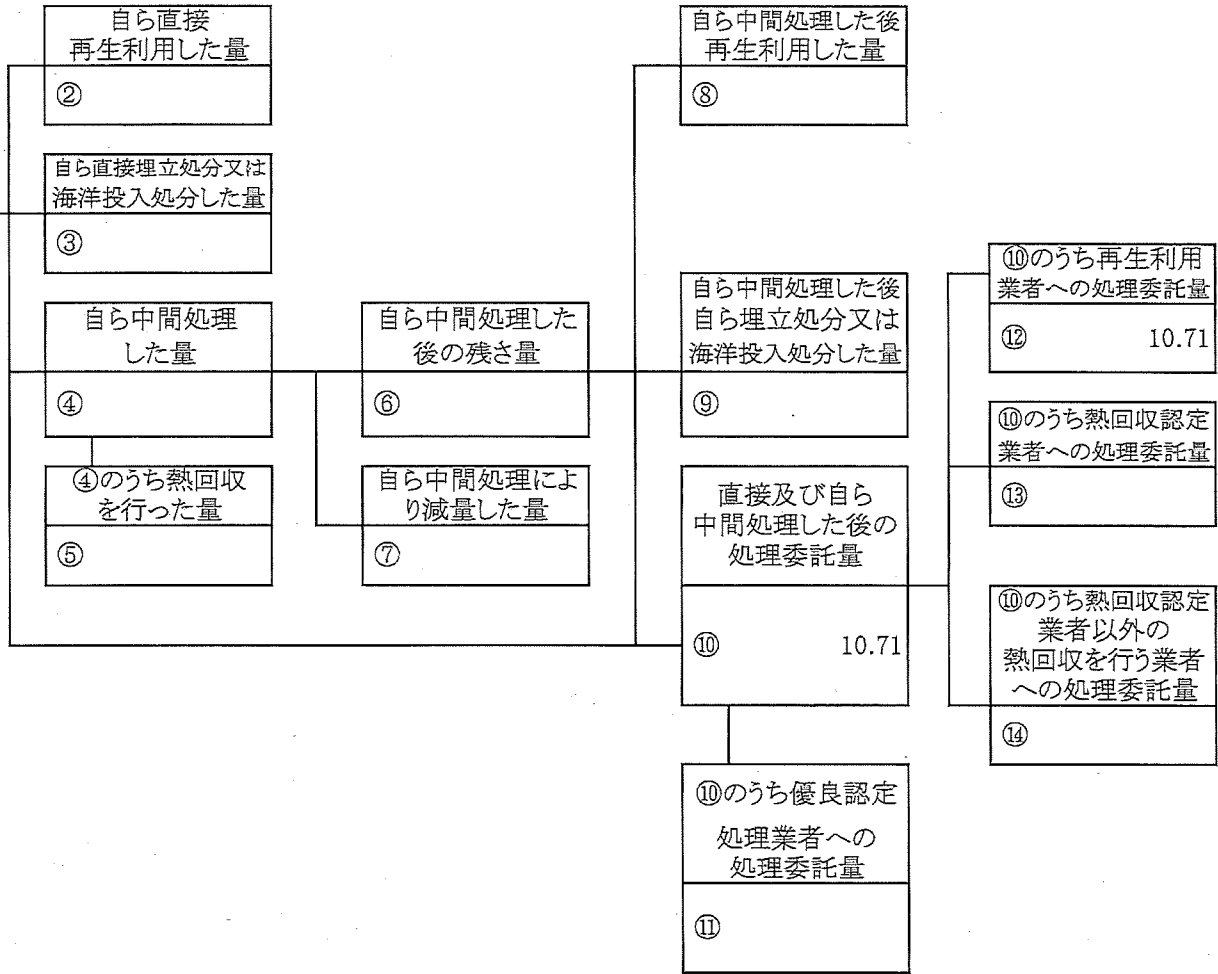 自ら直接
再生利用した量
②
自ら直接埋立処分又は
海洋投入処分した量
③
自ら中間処理
した量
④
④のうち熱回収
を行った量
⑤
自ら中間処理した
後の残さ量
⑥
自ら中間処理によ
り減量した量
⑦
自ら中間処理した後
再生利用した量
⑧
自ら中間処理した後
自ら埋立処分又は
海洋投入処分した量
⑨
直接及び自ら
中間処理した後の
処理委託量
⑩ 10.71
⑩のうち優良認定
処理業者への
処理委託量
⑪
⑩のうち再生利用
業者への処理委託量
⑫ 10.71
⑩のうち熱回収認定
業者への処理委託量
⑬
⑩のうち熱回収認定
業者以外の
熱回収を行う業者
への処理委託量
⑭